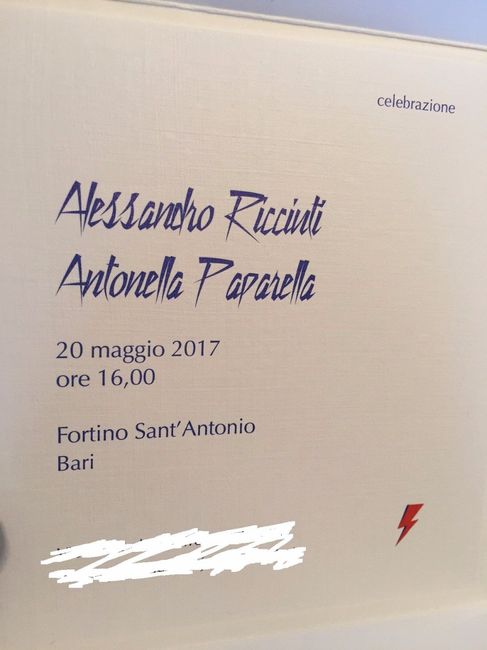 celebrazione
Alessandro Riccinti
Antonella Paparella
20 maggio 2017
ore 16,00
Fortino Sant'Antonio
Bari